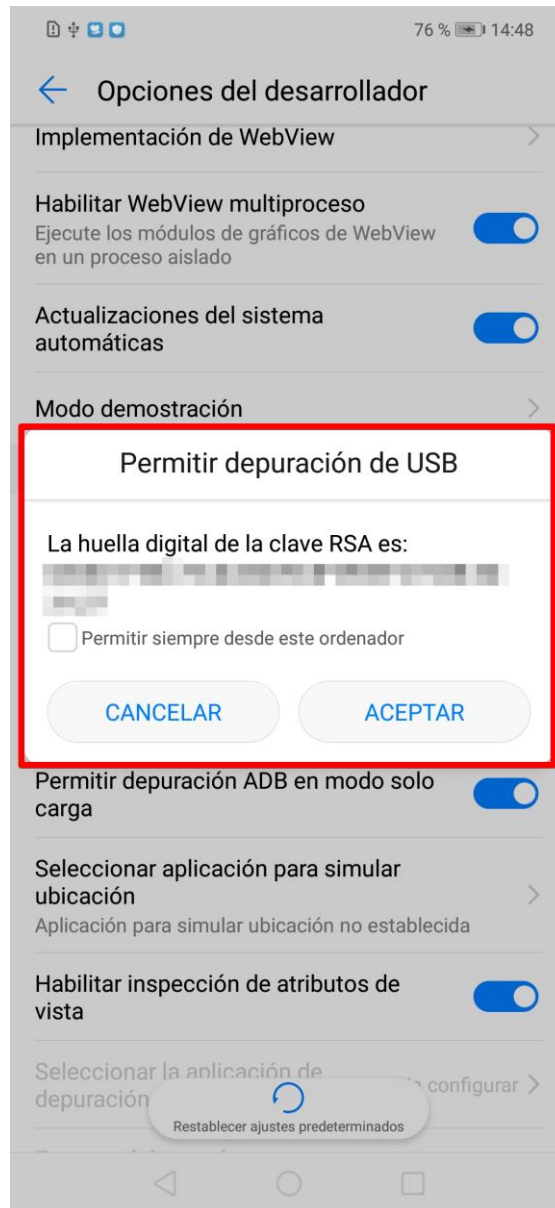 76 % 14:48
Opciones del desarrollador
Implementación de WebView
Habilitar WebView multiproceso
Ejecute los módulos de gráficos de WebView
en un proceso aislado
Actualizaciones del sistema
automáticas
Modo demostración
Permitir depuración de USB
La huella digital de la clave RSA es:
Permitir siempre desde este ordenador
CANCELAR ACEPTAR
Permitir depuración ADB en modo solo
carga
Seleccionar aplicación para simular
ubicación
Aplicación para simular ubicación no establecida
Habilitar inspección de atributos de
vista
Seleccionar la aplicación de
depuración configurar
Restablecer ajustes predeterminados